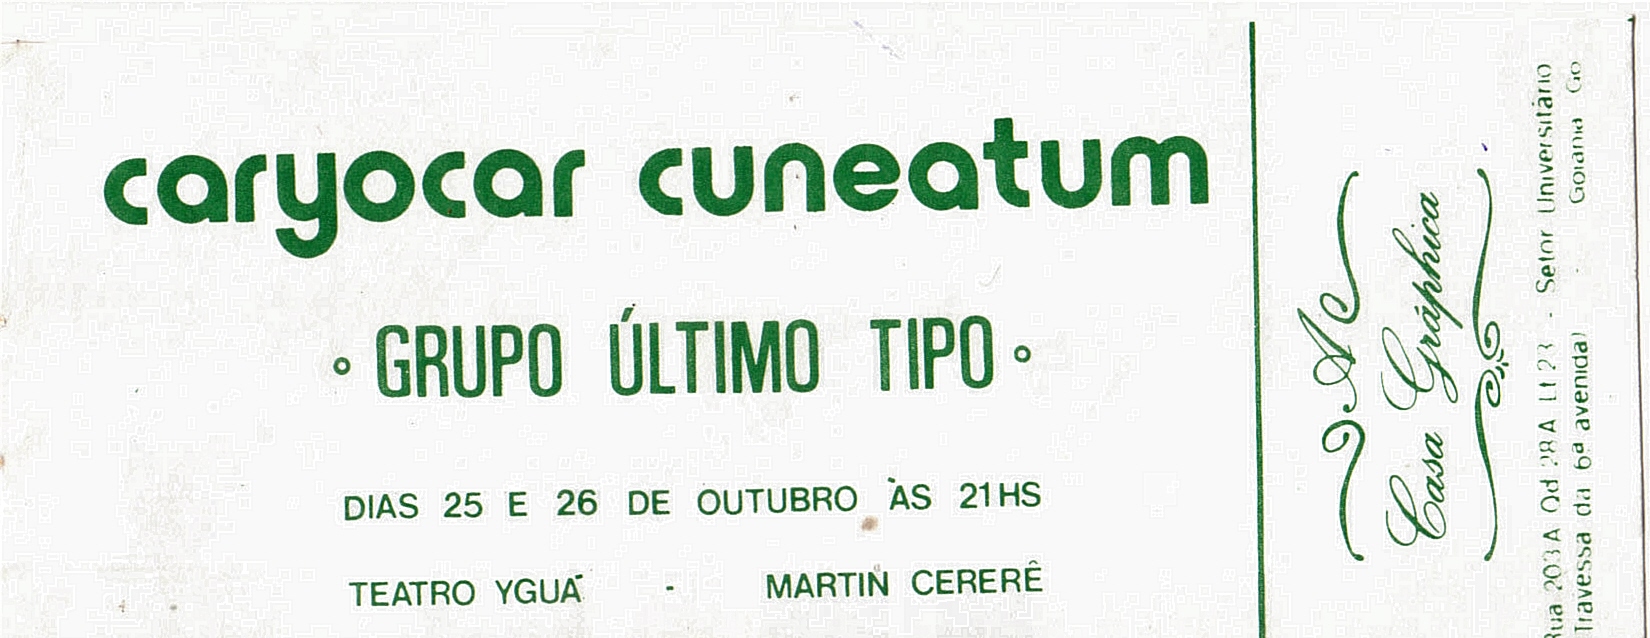 caryocar cuneatum
° GRUPO ÚLTIMO TIPO °
DIAS 25 E 26 DE OUTUBRO ÀS 21HS
TEATRO YGUÁ - MARTIN CERERÊ
A
Casa Gráphica
Rua 203 A Qd 28 A Lt 23 - Setor Universitário
Travessa da 6ª avenida) - Goiania Go